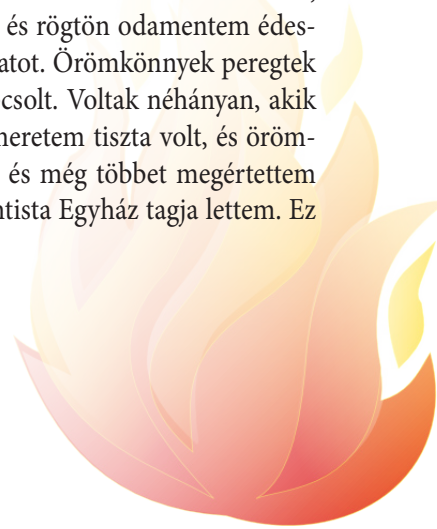 és rögtön odamentem édes-
atot. Örömkönnyek peregtek
csolt. Voltak néhányan, akik
neretem tiszta volt, és öröm-
és még többet megértettem
ntista Egyház tagja lettem. Ez